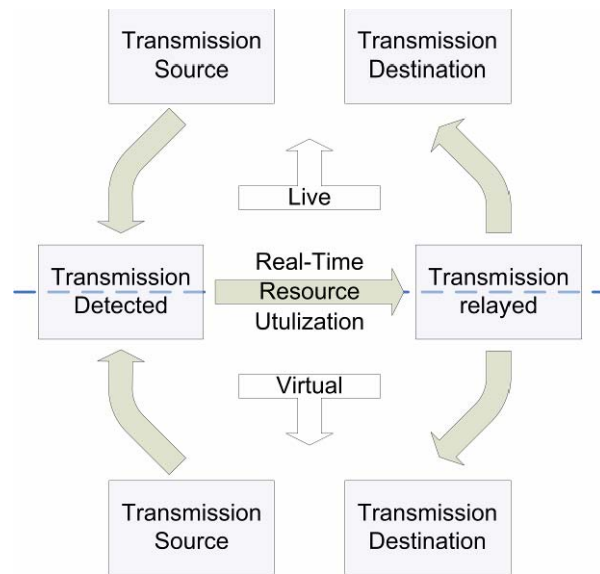 Transmission
Source
Transmission
Destination
Live
Transmission
Detected
Real-Time
Resource
Utulization
Transmission
relayed
Virtual
Transmission
Source
Transmission
Destination